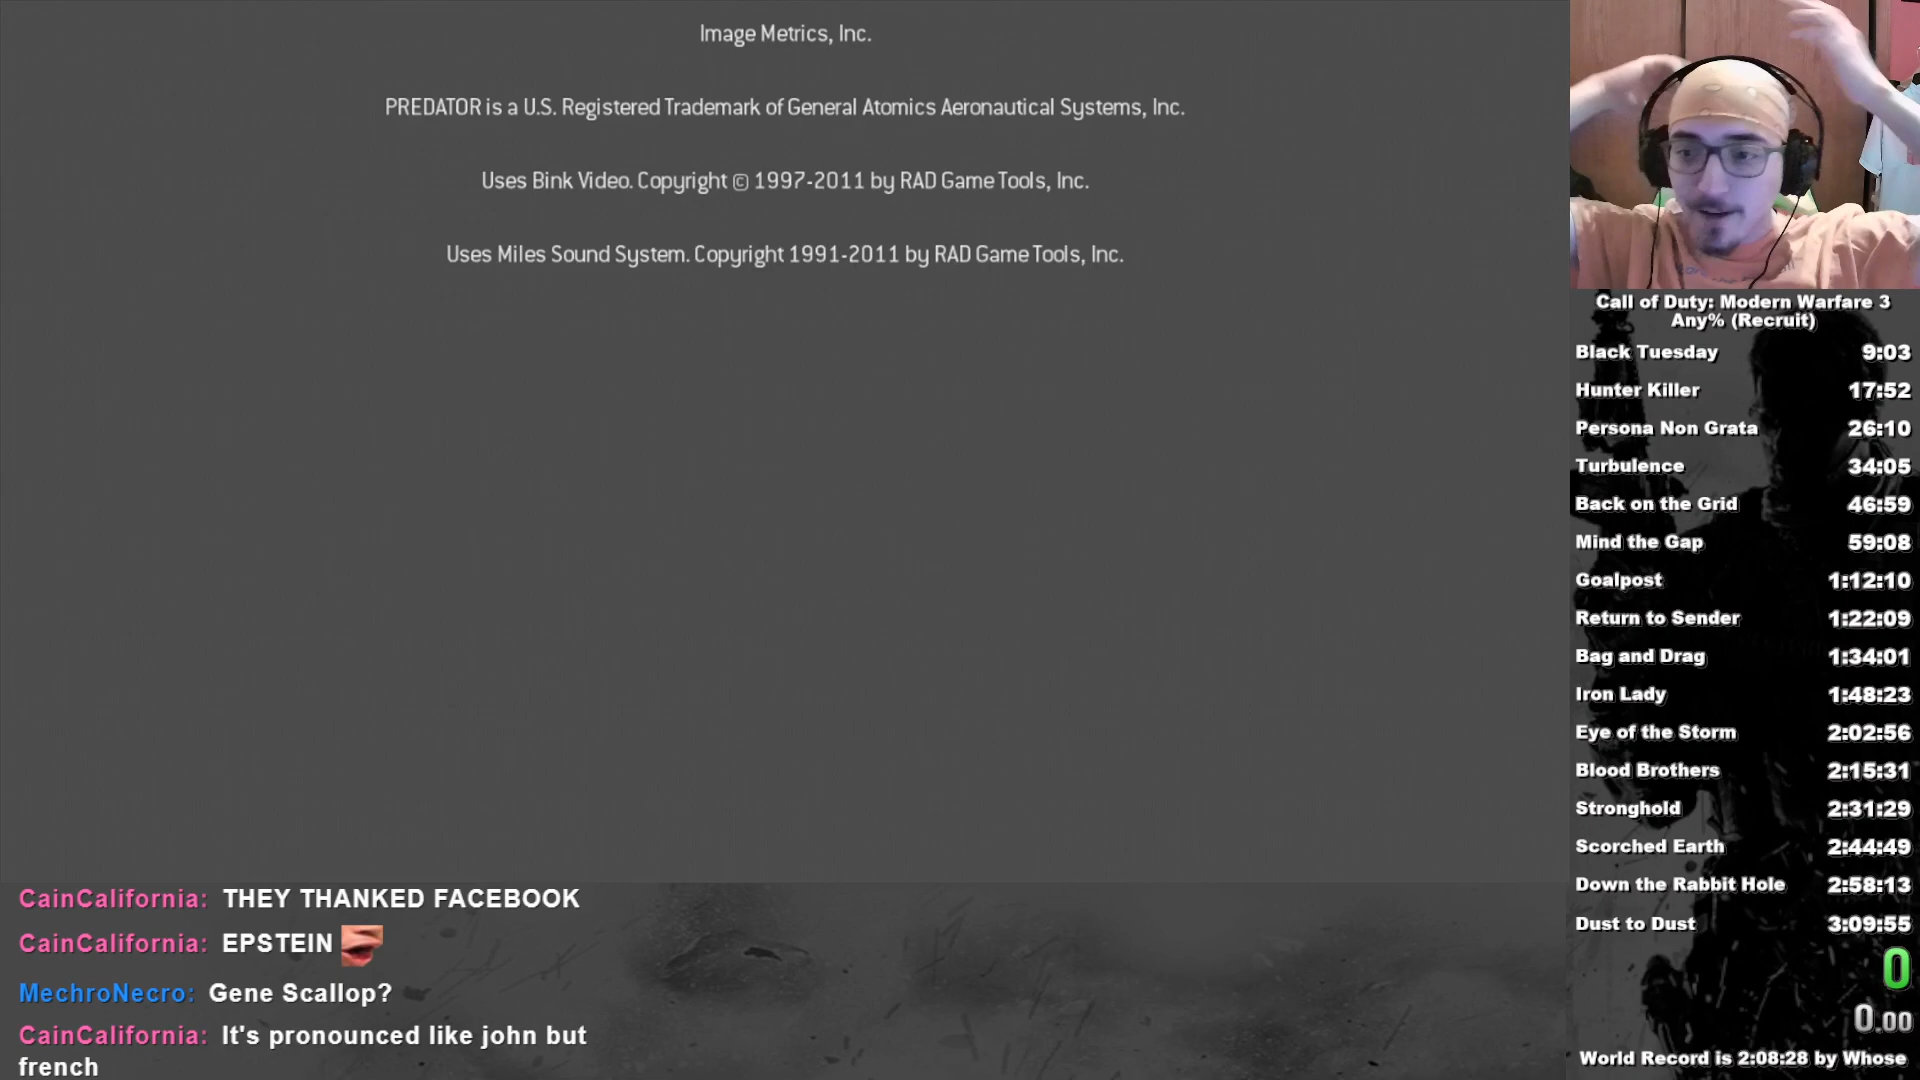 Image Metrics, Inc.
PREDATOR is a U.S. Registered Trademark of General Atomics Aeronautical Systems, Inc.
Uses Bink Video. Copyright © 1997-2011 by RAD Game Tools, Inc.
Uses Miles Sound System. Copyright 1991-2011 by RAD Game Tools, Inc.
CainCalifornia: THEY THANKED FACEBOOK
CainCalifornia: EPSTEIN
MechroNecro: Gene Scallop?
CainCalifornia: It's pronounced like john but
french
Call of Duty: Modern Warfare 3
Any% (Recruit)
Black Tuesday 9:03
Hunter Killer 17:52
Persona Non Grata 26:10
Turbulence 34:05
Back on the Grid 46:59
Mind the Gap 59:08
Goalpost 1:12:10
Return to Sender 1:22:09
Bag and Drag 1:34:01
Iron Lady 1:48:23
Eye of the Storm 2:02:56
Blood Brothers 2:15:31
Stronghold 2:31:29
Scorched Earth 2:44:49
Down the Rabbit Hole 2:58:13
Dust to Dust 3:09:55
0
0.00
World Record is 2:08:28 by Whose